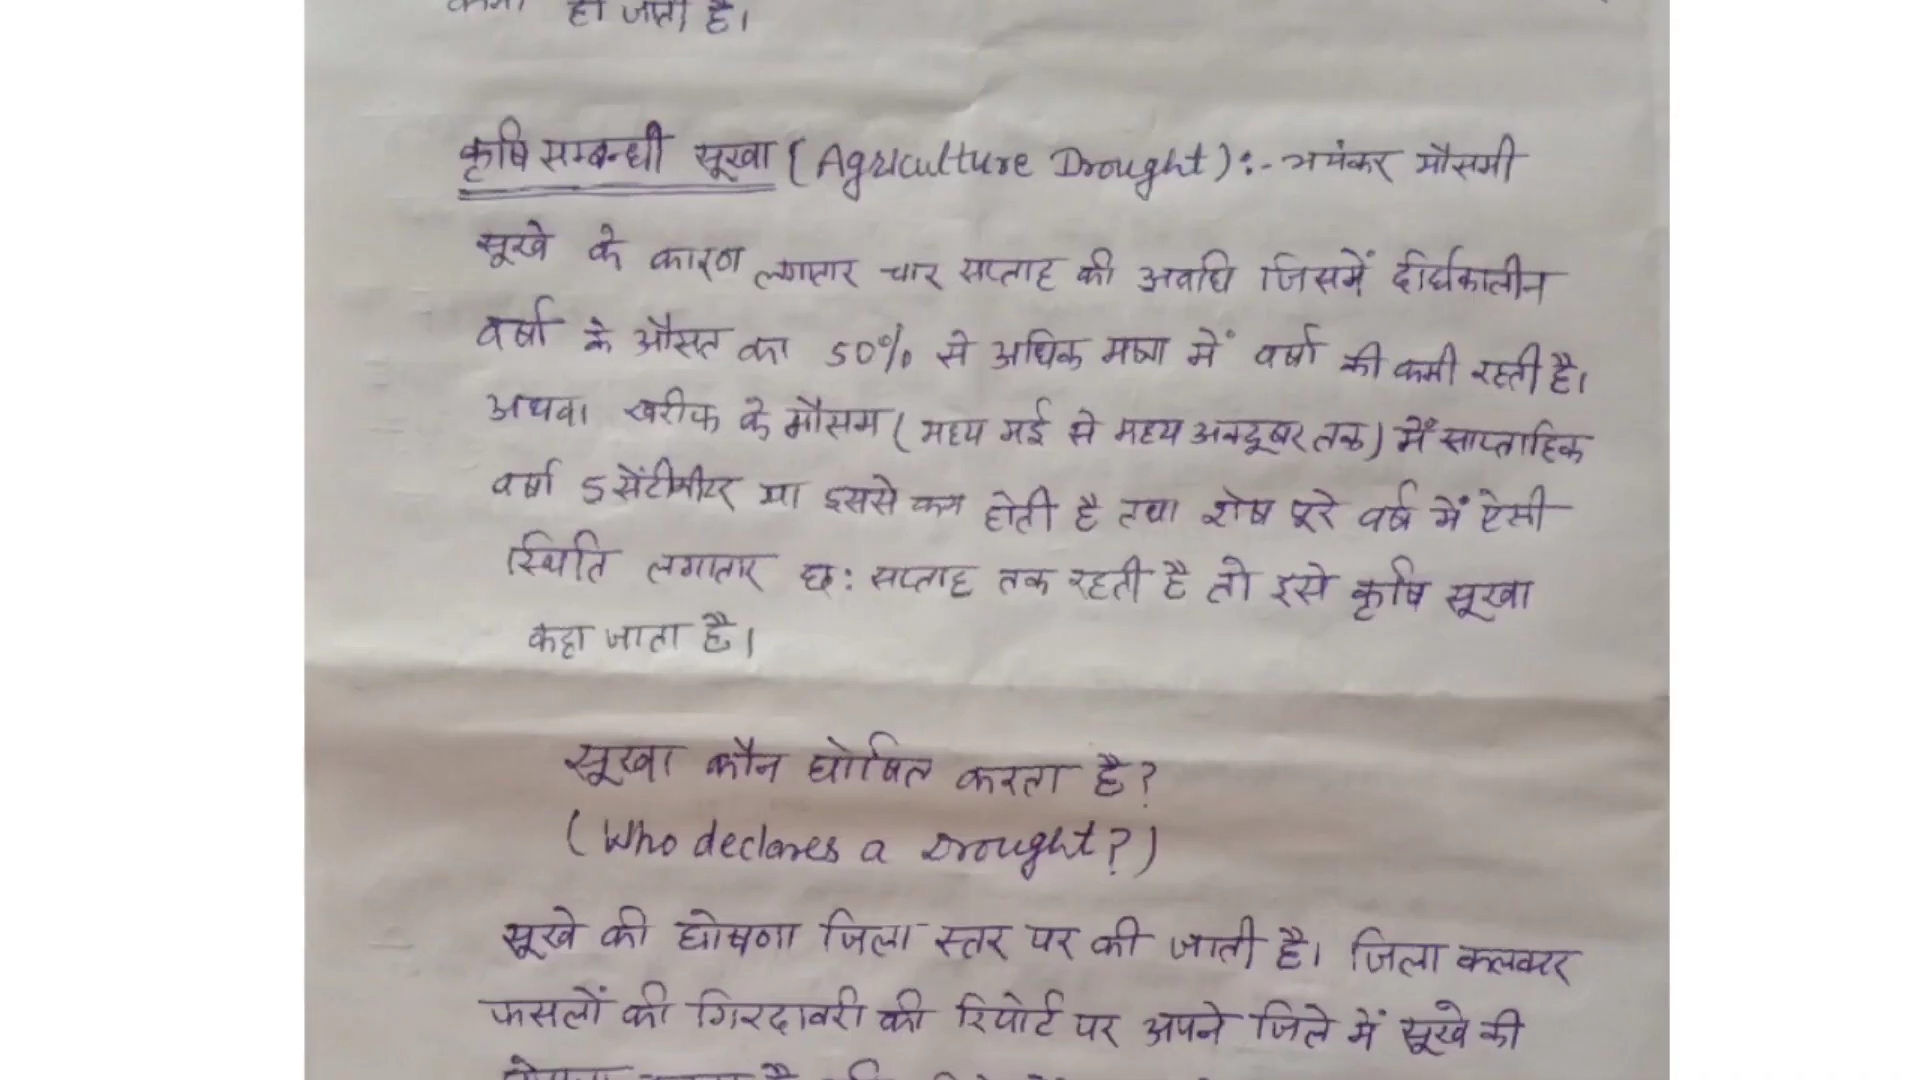 हो जाती है।
कृषि सम्बन्धी सूखा (Agriculture Drought):- भयंकर मौसमी
सूखे के कारण लगातार चार सप्ताह की अवधि जिसमें दीर्घकालीन
वर्षा के औसत का 50% से अधिक मात्रा में वर्षा की कमी रहती है।
अथवा खरीफ के मौसम (मध्य मई से मध्य अक्टूबर तक) में साप्ताहिक
वर्षा 5 सेंटीमीटर या इससे कम होती है तथा शेष पूरे वर्ष में ऐसी
स्थिति लगातार छ: सप्ताह तक रहती है तो इसे कृषि सूखा
कहा जाता है।
सूखा कौन घोषित करता है?
(Who declares a Drought?)
सूखे की घोषणा जिला स्तर पर की जाती है। जिला कलक्टर
फसलों की गिरदावरी की रिपोर्ट पर अपने जिले में सूखे की